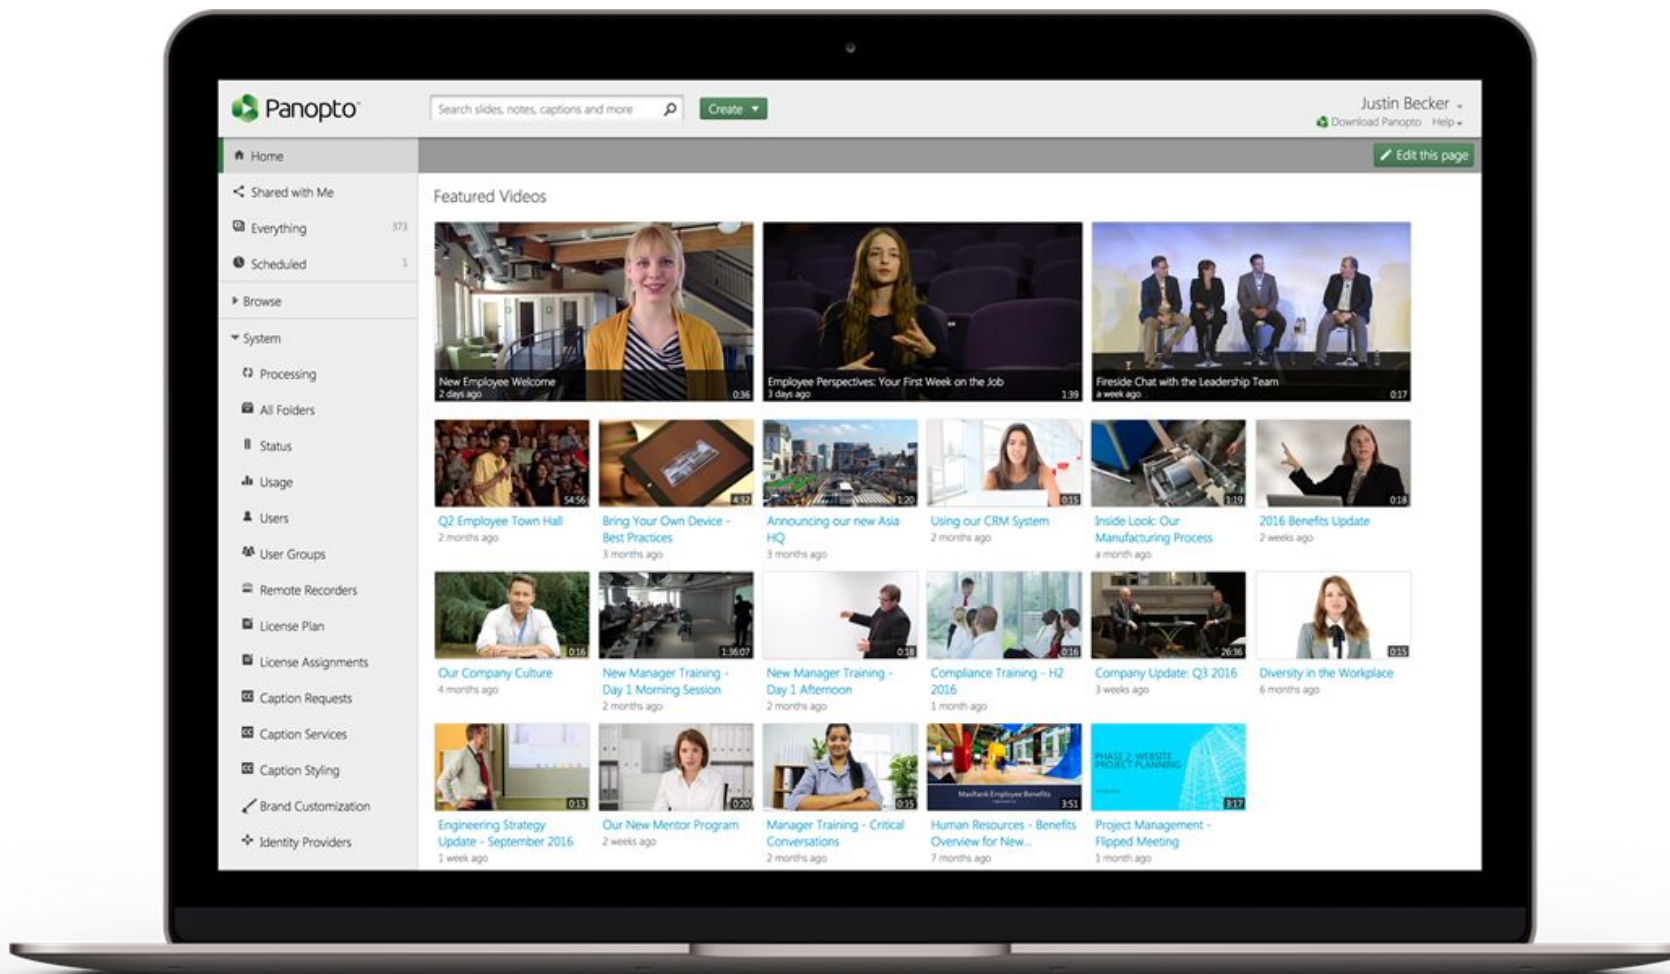 Panopto
Search slides, notes, captions and more
Create
Justin Becker
Download Panopto Help
Home
Edit this page
Shared with Me
Everything 373
Scheduled 1
Browse
System
Processing
All Folders
Status
Usage
Users
User Groups
Remote Recorders
License Plan
License Assignments
Caption Requests
Caption Services
Caption Styling
Brand Customization
Identity Providers
Featured Videos
New Employee Welcome
2 days ago 0:36
Employee Perspectives: Your First Week on the Job
3 days ago 1:39
Fireside Chat with the Leadership Team
a week ago 0:17
54:56
Q2 Employee Town Hall
2 months ago
4:32
Bring Your Own Device -
Best Practices
3 months ago
1:20
Announcing our new Asia
HQ
3 months ago
0:15
Using our CRM System
2 months ago
1:19
Inside Look: Our
Manufacturing Process
a month ago
0:18
2016 Benefits Update
2 weeks ago
0:16
Our Company Culture
4 months ago
1:36:07
New Manager Training -
Day 1 Morning Session
2 months ago
0:18
New Manager Training -
Day 1 Afternoon
2 months ago
0:16
Compliance Training - H2
2016
1 month ago
26:36
Company Update: Q3 2016
3 weeks ago
0:15
Diversity in the Workplace
6 months ago
0:13
Engineering Strategy
Update - September 2016
1 week ago
0:20
Our New Mentor Program
2 weeks ago
0:15
Manager Training - Critical
Conversations
2 months ago
MaxRank Employee Benefits
3:51
Human Resources - Benefits
Overview for New...
7 months ago
PHASE 2: WEBSITE
PROJECT PLANNING
3:17
Project Management -
Flipped Meeting
1 month ago